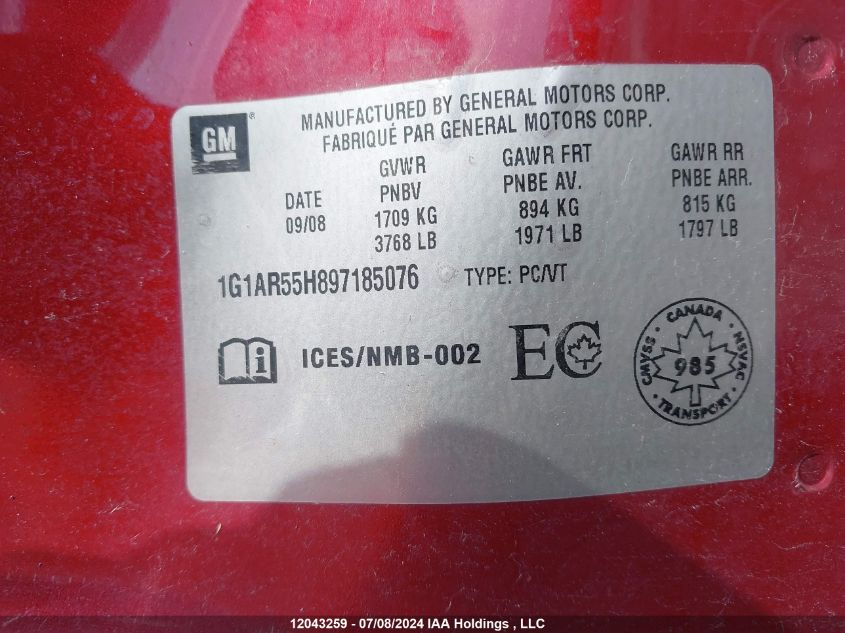 GM ®
MANUFACTURED BY GENERAL MOTORS CORP.
FABRIQUÉ PAR GENERAL MOTORS CORP.
GVWR GAWR FRT GAWR RR
DATE PNBV PNBE AV. PNBE ARR.
09/08 1709 KG 894 KG 815 KG
3768 LB 1971 LB 1797 LB
1G1AR55H897185076 TYPE: PC/VT
i ICES/NMB-002 EC
CANADA
CMVSS 985 NSVAC
TRANSPORT
12043259 - 07/08/2024 IAA Holdings , LLC